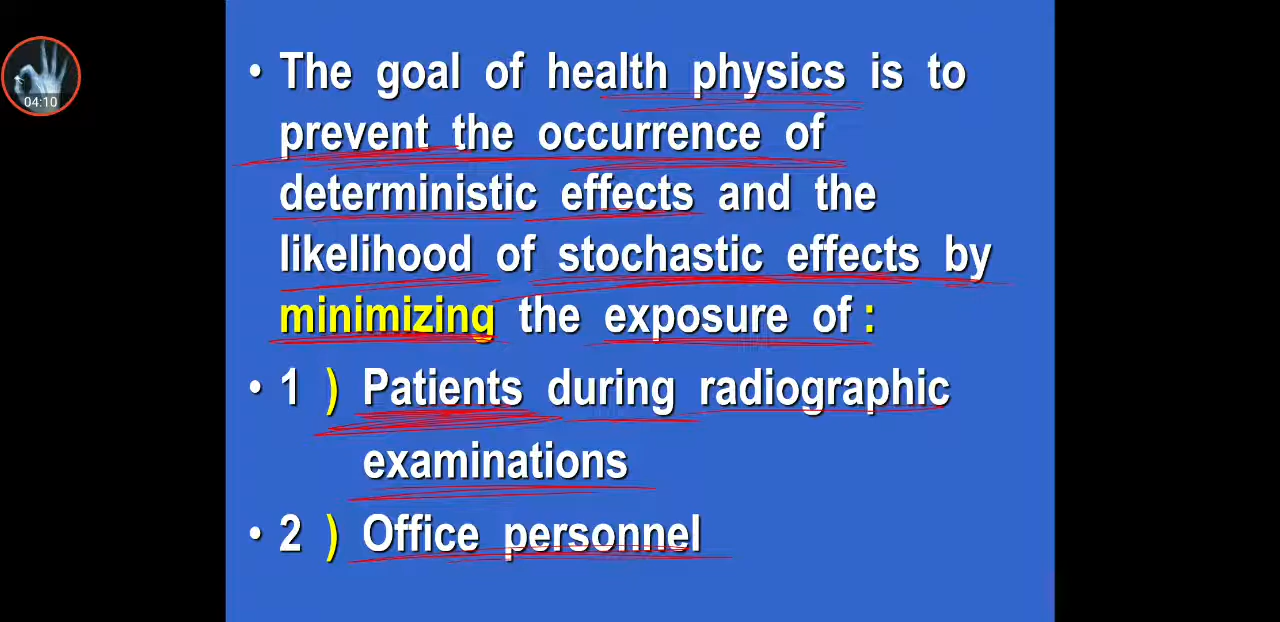 04:10
• The goal of health physics is to
prevent the occurrence of
deterministic effects and the
likelihood of stochastic effects by
minimizing the exposure of :
• 1 ) Patients during radiographic
examinations
• 2 ) Office personnel